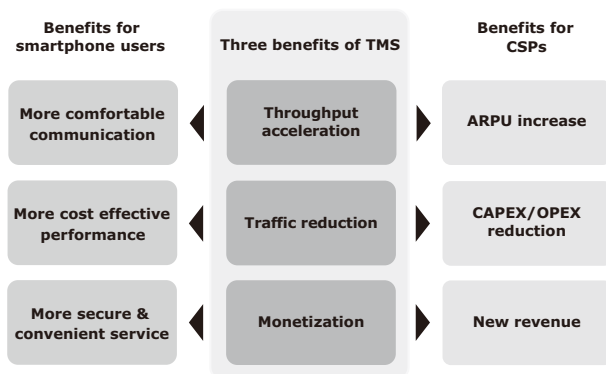 Benefits for
smartphone users
Three benefits of TMS
Benefits for
CSPs
More comfortable
communication
Throughput
acceleration
ARPU increase
More cost effective
performance
Traffic reduction
CAPEX/OPEX
reduction
More secure &
convenient service
Monetization
New revenue